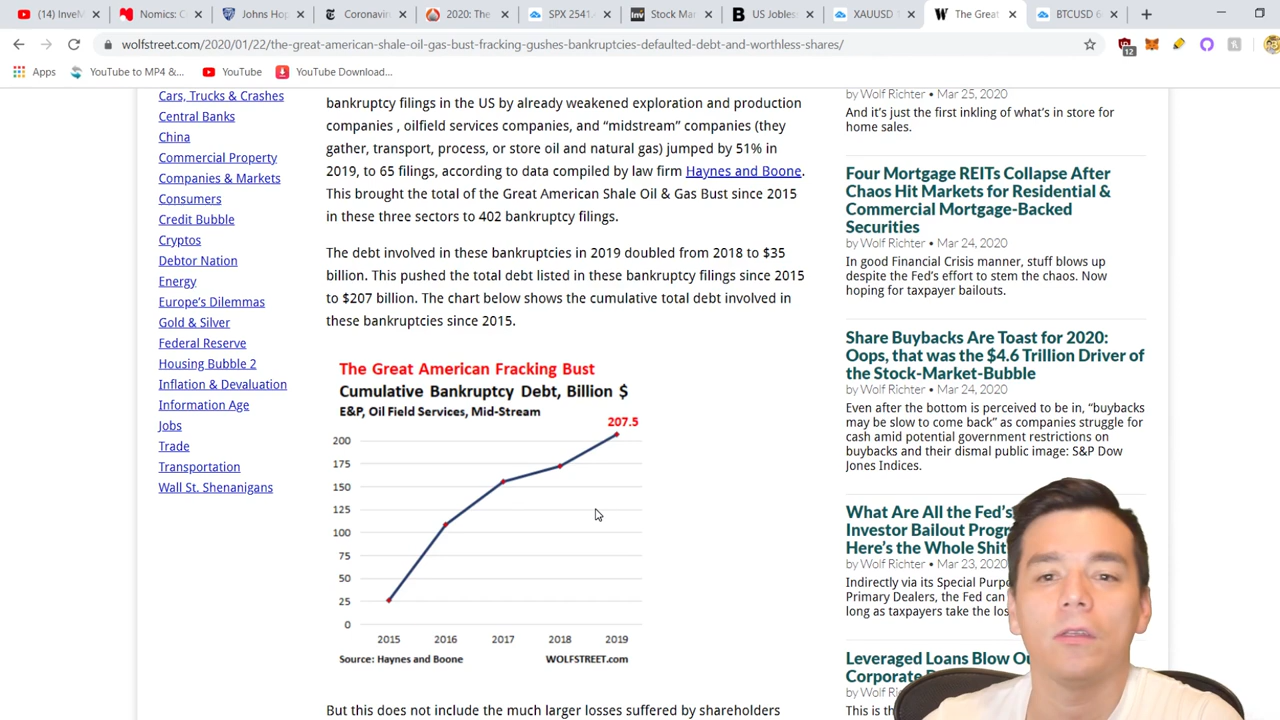 (14) InveM
Nomics: C
Johns Hop
Coronavir
2020: The
SPX 2541.
Stock Mar
US Jobless
XAUUSD
The Great
BTCUSD 6
wolfstreet.com/2020/01/22/the-great-american-shale-oil-gas-bust-fracking-gushes-bankruptcies-defaulted-debt-and-worthless-shares/
12
Apps
YouTube to MP4 &...
YouTube
YouTube Download...
Cars, Trucks & Crashes
Central Banks
China
Commercial Property
Companies & Markets
Consumers
Credit Bubble
Cryptos
Debtor Nation
Energy
Europe's Dilemmas
Gold & Silver
Federal Reserve
Housing Bubble 2
Inflation & Devaluation
Information Age
Jobs
Trade
Transportation
Wall St. Shenanigans
bankruptcy filings in the US by already weakened exploration and production
companies , oilfield services companies, and “midstream” companies (they
gather, transport, process, or store oil and natural gas) jumped by 51% in
2019, to 65 filings, according to data compiled by law firm Haynes and Boone.
This brought the total of the Great American Shale Oil & Gas Bust since 2015
in these three sectors to 402 bankruptcy filings.
The debt involved in these bankruptcies in 2019 doubled from 2018 to $35
billion. This pushed the total debt listed in these bankruptcy filings since 2015
to $207 billion. The chart below shows the cumulative total debt involved in
these bankruptcies since 2015.
The Great American Fracking Bust
Cumulative Bankruptcy Debt, Billion $
E&P, Oil Field Services, Mid-Stream
207.5
200
175
150
125
100
75
50
25
0
2015 2016 2017 2018 2019
Source: Haynes and Boone WOLFSTREET.com
But this does not include the much larger losses suffered by shareholders
by Wolf Richter • Mar 25, 2020
And it's just the first inkling of what's in store for
home sales.
Four Mortgage REITs Collapse After
Chaos Hit Markets for Residential &
Commercial Mortgage-Backed
Securities
by Wolf Richter • Mar 24, 2020
In good Financial Crisis manner, stuff blows up
despite the Fed's effort to stem the chaos. Now
hoping for taxpayer bailouts.
Share Buybacks Are Toast for 2020:
Oops, that was the $4.6 Trillion Driver of
the Stock-Market-Bubble
by Wolf Richter • Mar 24, 2020
Even after the bottom is perceived to be in, “buybacks
may be slow to come back” as companies struggle for
cash amid potential government restrictions on
buybacks and their dismal public image: S&P Dow
Jones Indices.
What Are All the Fed's
Investor Bailout Progr
Here's the Whole Shit
by Wolf Richter • Mar 23, 2020
Indirectly via its Special Purp
Primary Dealers, the Fed can
long as taxpayers take the los
Leveraged Loans Blow Ou
Corporate
by Wolf Richter
This is th